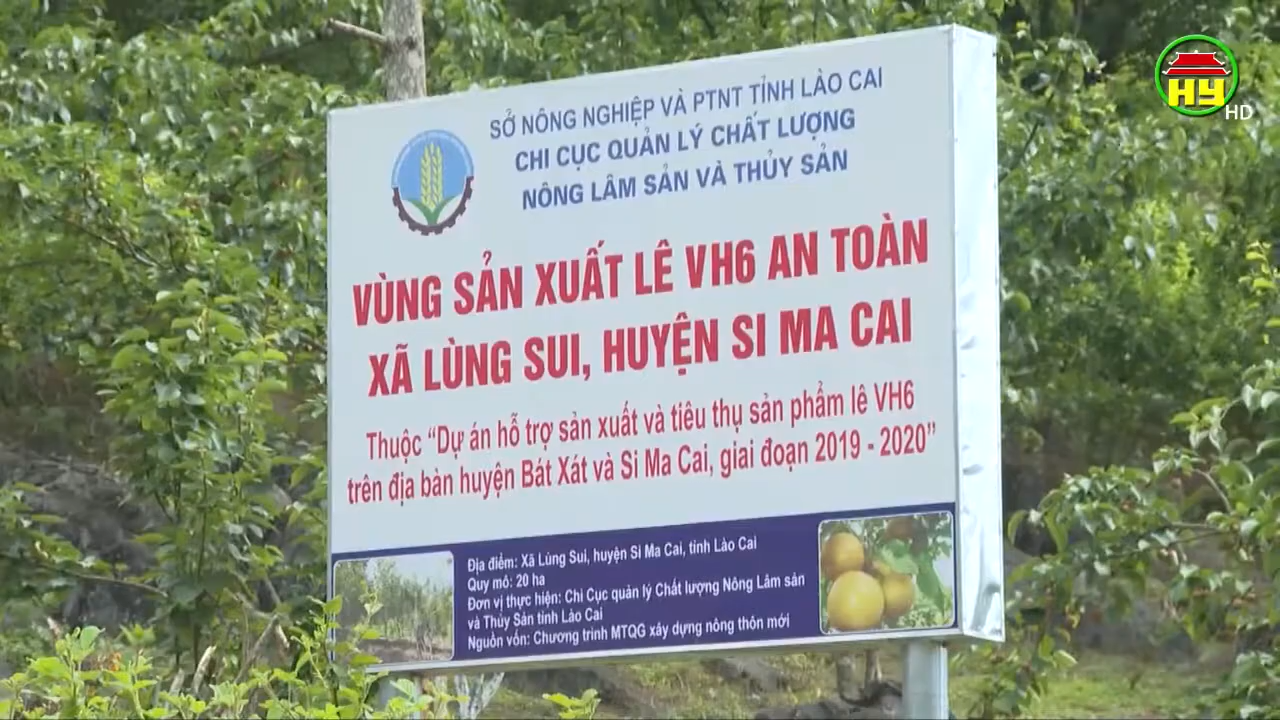 HY
HD
SỞ NÔNG NGHIỆP VÀ PTNT TỈNH LÀO CAI
CHI CỤC QUẢN LÝ CHẤT LƯỢNG
NÔNG LÂM SẢN VÀ THỦY SẢN
VÙNG SẢN XUẤT LÊ VH6 AN TOÀN
XÃ LÙNG SUI, HUYỆN SI MA CAI
Thuộc “Dự án hỗ trợ sản xuất và tiêu thụ sản phẩm lê VH6
trên địa bàn huyện Bát Xát và Si Ma Cai, giai đoạn 2019 - 2020”
Địa điểm: Xã Lùng Sui, huyện Si Ma Cai, tỉnh Lào Cai
Quy mô: 20 ha
Đơn vị thực hiện: Chi Cục quản lý Chất lượng Nông Lâm sản
và Thủy Sản tỉnh Lào Cai
Nguồn vốn: Chương trình MTQG xây dựng nông thôn mới